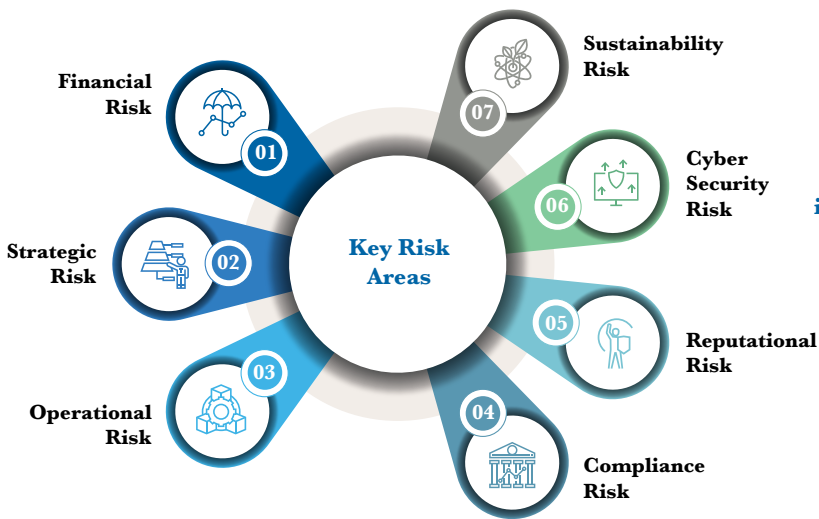 Key Risk
Areas
01
Financial
Risk
02
Strategic
Risk
03
Operational
Risk
04
Compliance
Risk
05
Reputational
Risk
06
Cyber
Security
Risk
07
Sustainability
Risk
i